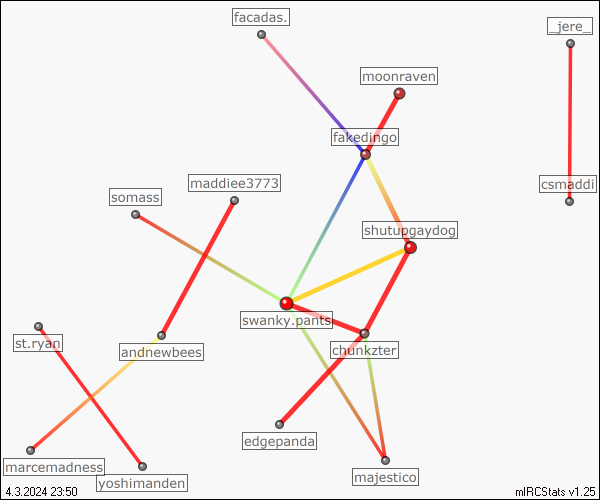 facadas.
_jere_
moonraven
fakedingo
maddiee3773
csmaddi
somass
shutupgaydog
swanky.pants
st.ryan
andnewbees
chunkzter
edgepanda
marcemadness
majestico
yoshimanden
4.3.2024 23:50
mIRCStats v1.25